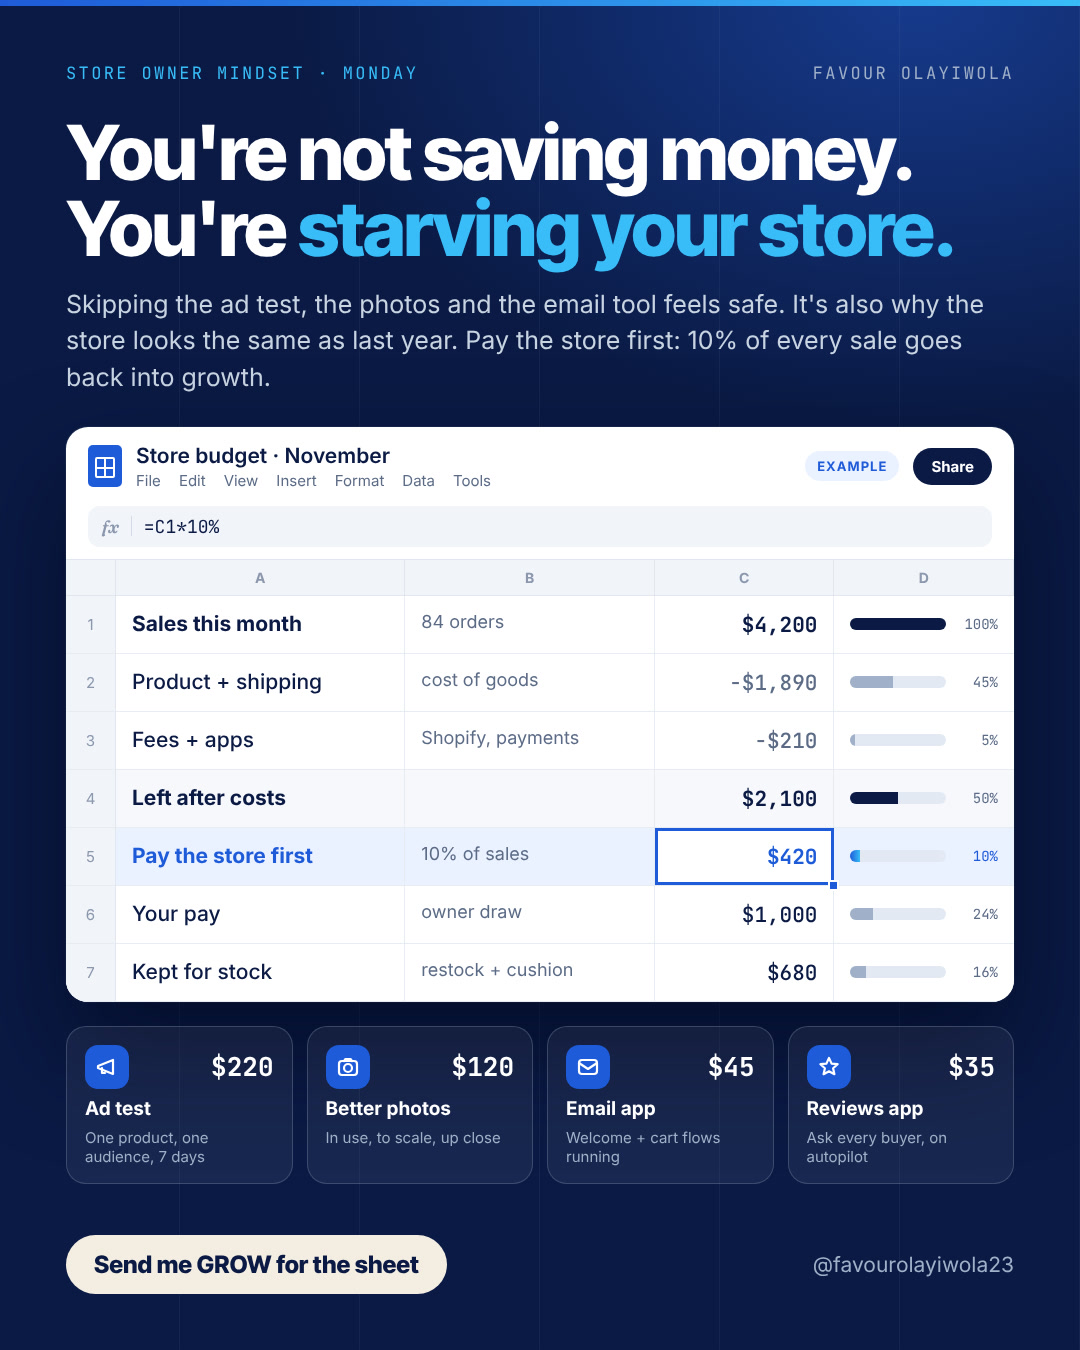 STORE OWNER MINDSET · MONDAY
FAVOUR OLAYIWOLA
You're not saving money.
You're starving your store.
Skipping the ad test, the photos and the email tool feels safe. It's also why the
store looks the same as last year. Pay the store first: 10% of every sale goes
back into growth.
Store budget · November
File Edit View Insert Format Data Tools
EXAMPLE
Share
fx =C1*10%
A B C D
1 Sales this month 84 orders $4,200 100%
2 Product + shipping cost of goods -$1,890 45%
3 Fees + apps Shopify, payments -$210 5%
4 Left after costs $2,100 50%
5 Pay the store first 10% of sales $420 10%
6 Your pay owner draw $1,000 24%
7 Kept for stock restock + cushion $680 16%
$220
Ad test
One product, one
audience, 7 days
$120
Better photos
In use, to scale, up close
$45
Email app
Welcome + cart flows
running
$35
Reviews app
Ask every buyer, on
autopilot
Send me GROW for the sheet
@favourolayiwola23